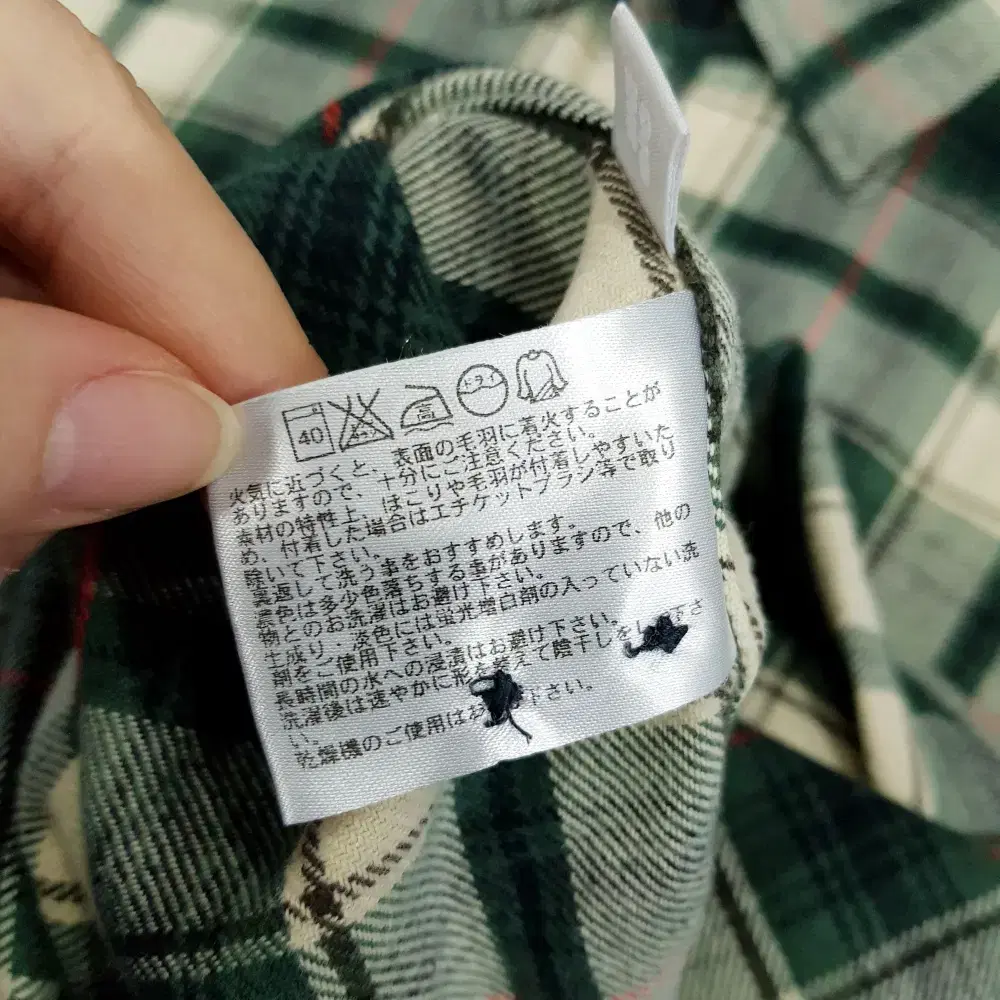 40
高
ドライ
火気に近づくと、表面の毛羽に着火することが
ありますので、十分にご注意ください。
素材の特性上、ほこりや毛羽が付着しやすいた
め、付着した場合はエチケットブラシ等で取り
除いて下さい。
裏返して洗う事をおすすめします。
濃色は多少色落ちする事がありますので、他の
物とのお洗濯はお避け下さい。
生成り、淡色には蛍光増白剤の入っていない洗
剤をご使用下さい。
長時間の水への浸漬はお避け下さい。
洗濯後は速やかに形を整えて陰干しをし 下さ
い。
乾燥機のご使用はお 下さい。